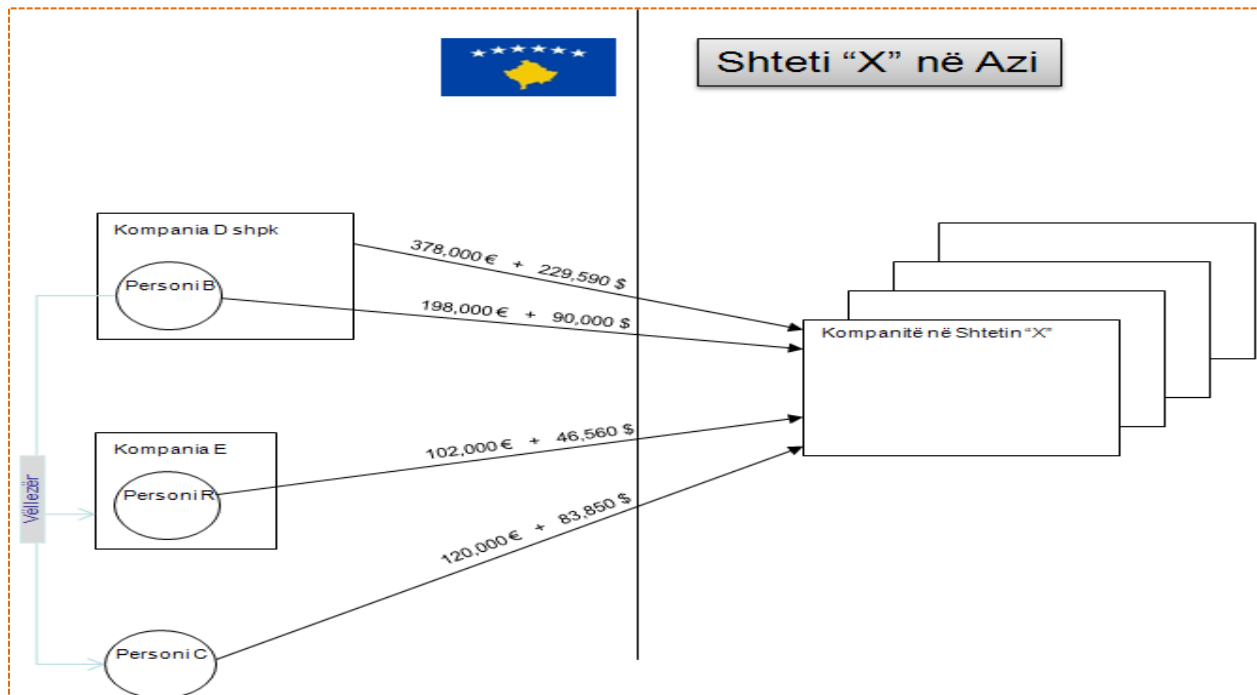 Shteti “X” në Azi
Kompania D shpk
Personi B
378,000 € + 229,590 $
198,000 € + 90,000 $
Kompanitë në Shtetin “X”
Kompania E
Personi R
102,000 € + 46,560 $
Vëllezër
120,000 € + 83,850 $
Personi C